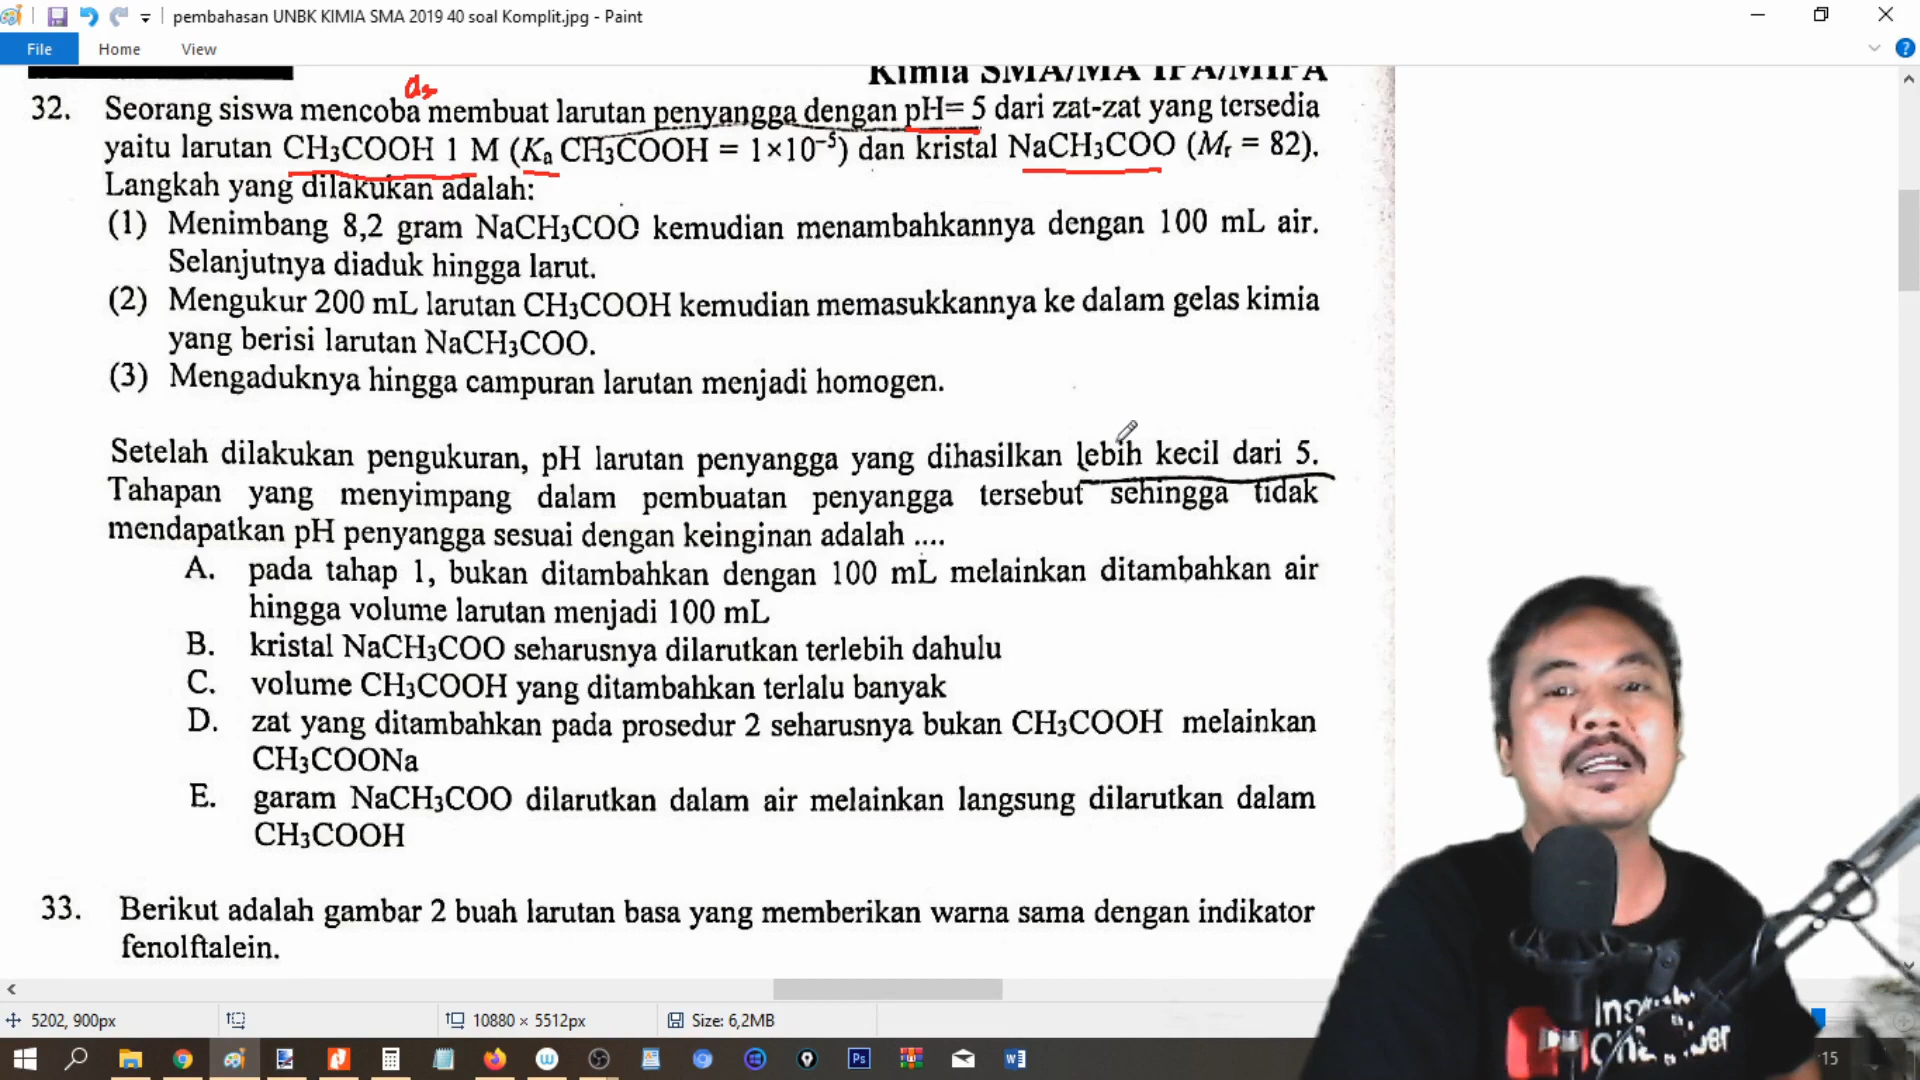 pembahasan UNBK KIMIA SMA 2019 40 soal Komplit.jpg - Paint
File Home View
Kimia SMA/MA IPA/MIPA
32. Seorang siswa mencoba membuat larutan penyangga dengan pH= 5 dari zat-zat yang tersedia
yaitu larutan CH₃COOH 1 M (Kₐ CH₃COOH = 1×10⁻⁵) dan kristal NaCH₃COO (Mᵣ = 82).
Langkah yang dilakukan adalah:
(1) Menimbang 8,2 gram NaCH₃COO kemudian menambahkannya dengan 100 mL air.
Selanjutnya diaduk hingga larut.
(2) Mengukur 200 mL larutan CH₃COOH kemudian memasukkannya ke dalam gelas kimia
yang berisi larutan NaCH₃COO.
(3) Mengaduknya hingga campuran larutan menjadi homogen.
Setelah dilakukan pengukuran, pH larutan penyangga yang dihasilkan lebih kecil dari 5.
Tahapan yang menyimpang dalam pembuatan penyangga tersebut sehingga tidak
mendapatkan pH penyangga sesuai dengan keinginan adalah ....
A. pada tahap 1, bukan ditambahkan dengan 100 mL melainkan ditambahkan air
hingga volume larutan menjadi 100 mL
B. kristal NaCH₃COO seharusnya dilarutkan terlebih dahulu
C. volume CH₃COOH yang ditambahkan terlalu banyak
D. zat yang ditambahkan pada prosedur 2 seharusnya bukan CH₃COOH melainkan
CH₃COONa
E. garam NaCH₃COO dilarutkan dalam air melainkan langsung dilarutkan dalam
CH₃COOH
33. Berikut adalah gambar 2 buah larutan basa yang memberikan warna sama dengan indikator
fenolftalein.
5202, 900px 10880 × 5512px Size: 6,2MB